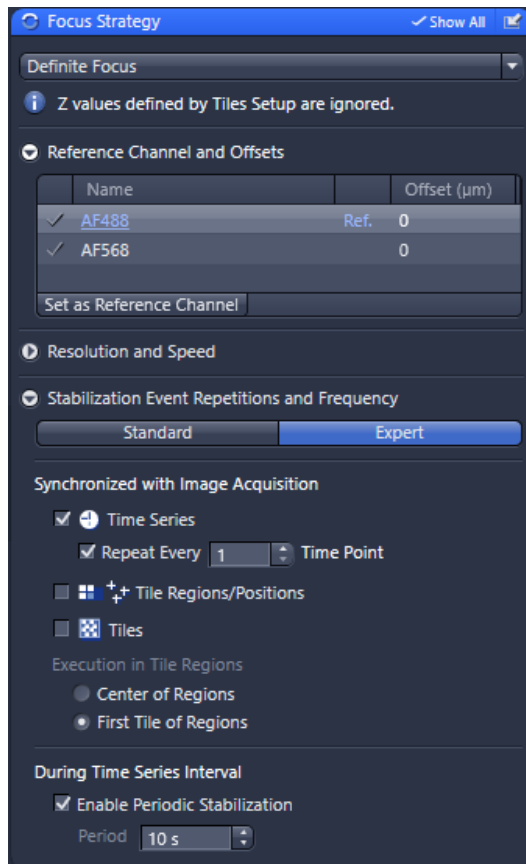 Focus Strategy Show All
Definite Focus
Z values defined by Tiles Setup are ignored.
Reference Channel and Offsets
Name Offset (µm)
AF488 Ref. 0
AF568 0
Set as Reference Channel
Resolution and Speed
Stabilization Event Repetitions and Frequency
Standard Expert
Synchronized with Image Acquisition
Time Series
Repeat Every 1 Time Point
Tile Regions/Positions
Tiles
Execution in Tile Regions
Center of Regions
First Tile of Regions
During Time Series Interval
Enable Periodic Stabilization
Period 10 s